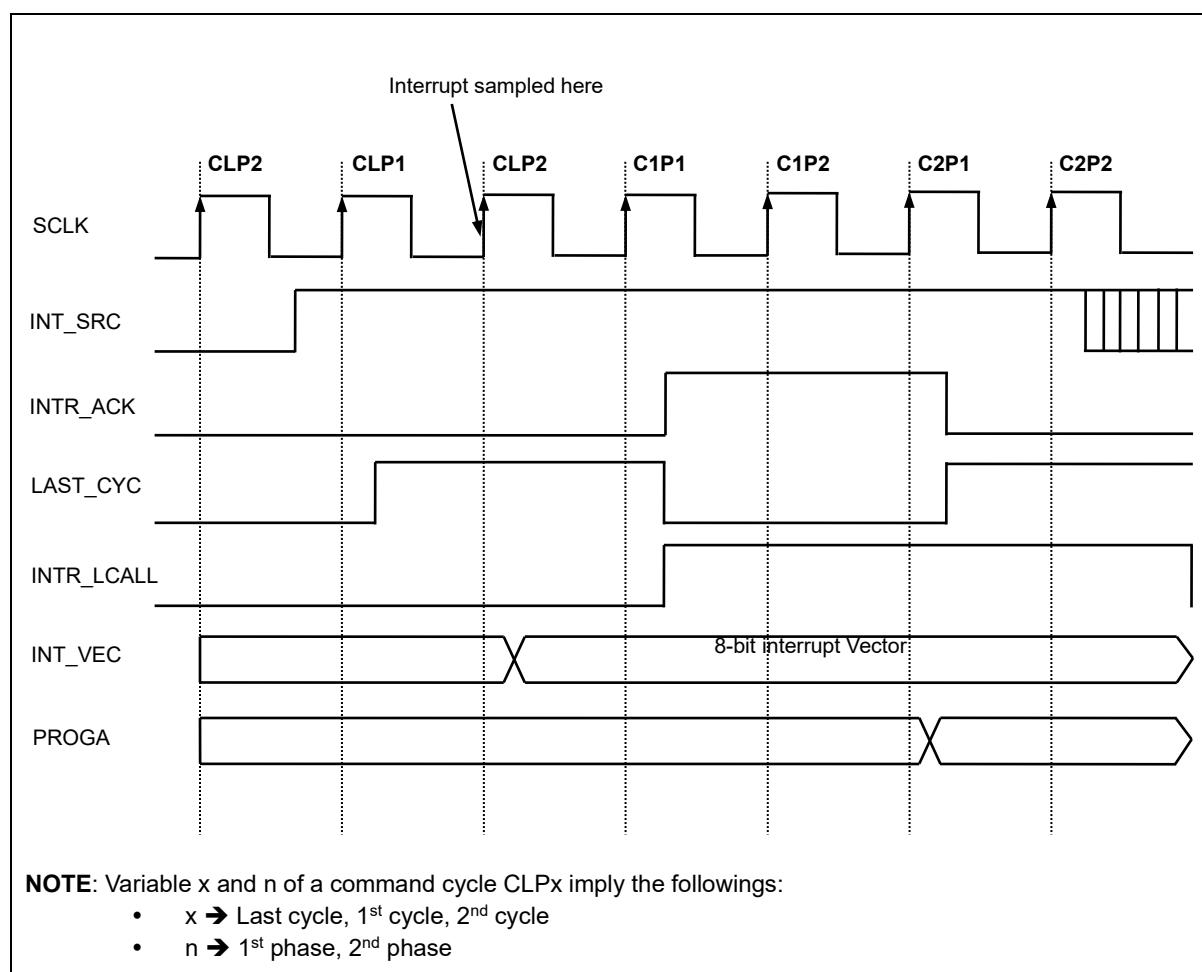 Interrupt sampled here
CLP2 CLP1 CLP2 C1P1 C1P2 C2P1 C2P2
SCLK
INT_SRC
INTR_ACK
LAST_CYC
INTR_LCALL
INT_VEC 8-bit interrupt Vector
PROGA
NOTE: Variable x and n of a command cycle CLPx imply the followings:
• x ➔ Last cycle, 1st cycle, 2nd cycle
• n ➔ 1st phase, 2nd phase